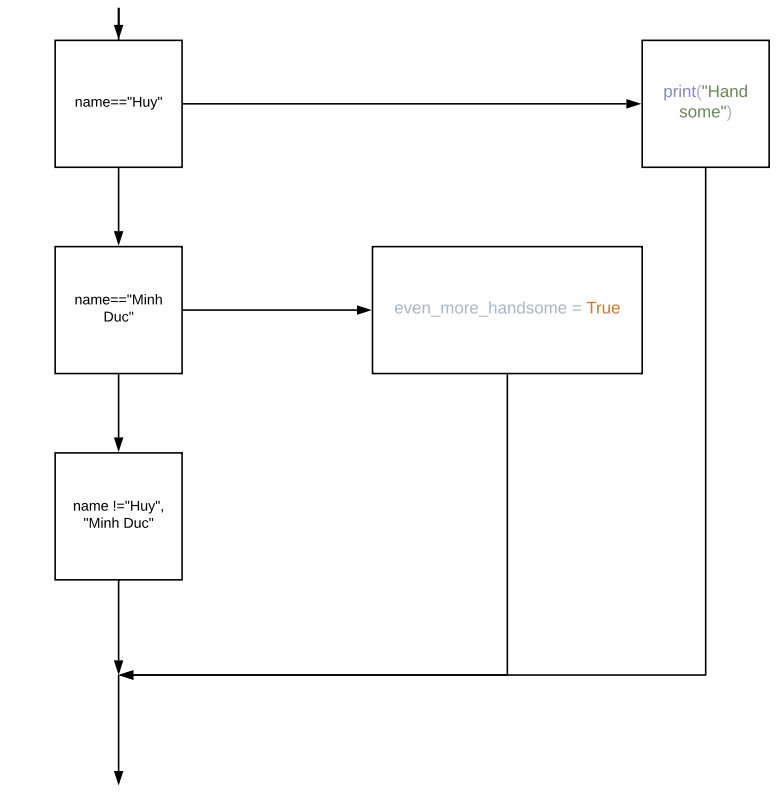 name=="Huy"
print("Hand
some")
name=="Minh
Duc"
even_more_handsome = True
name !="Huy",
"Minh Duc"